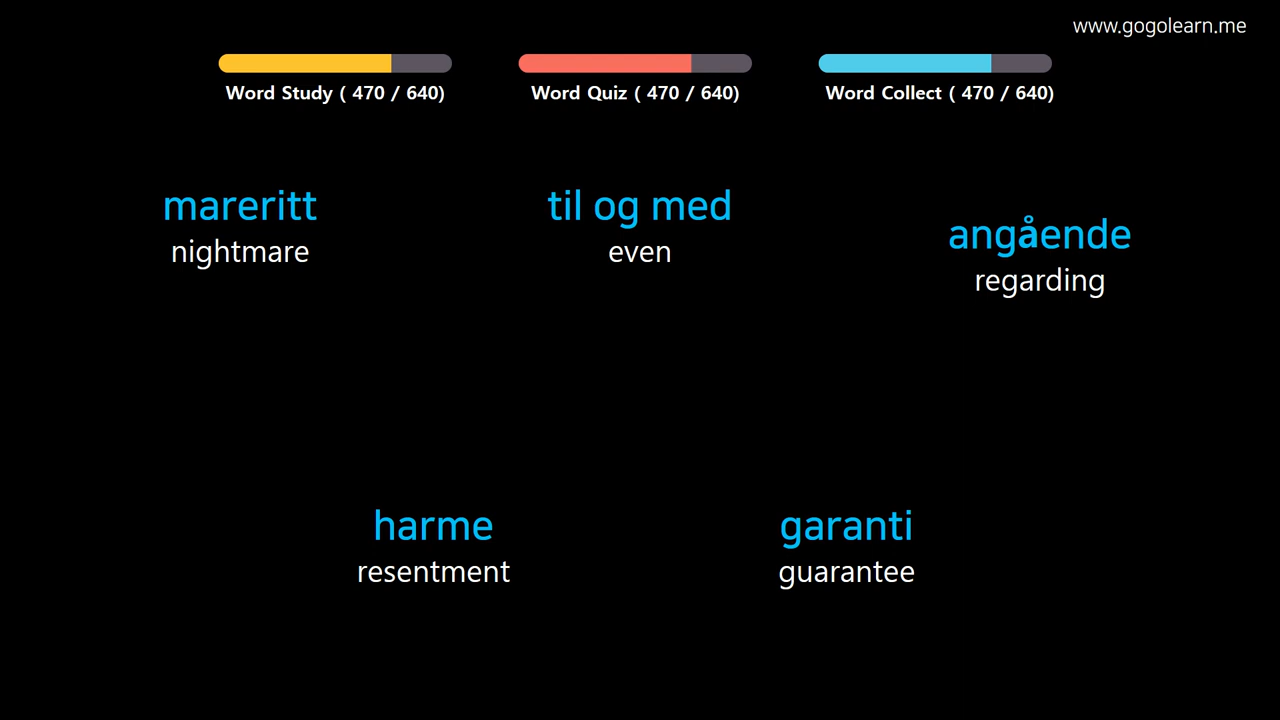 www.gogolearn.me
Word Study ( 470 / 640)
Word Quiz ( 470 / 640)
Word Collect ( 470 / 640)
mareritt
nightmare
til og med
even
angående
regarding
harme
resentment
garanti
guarantee